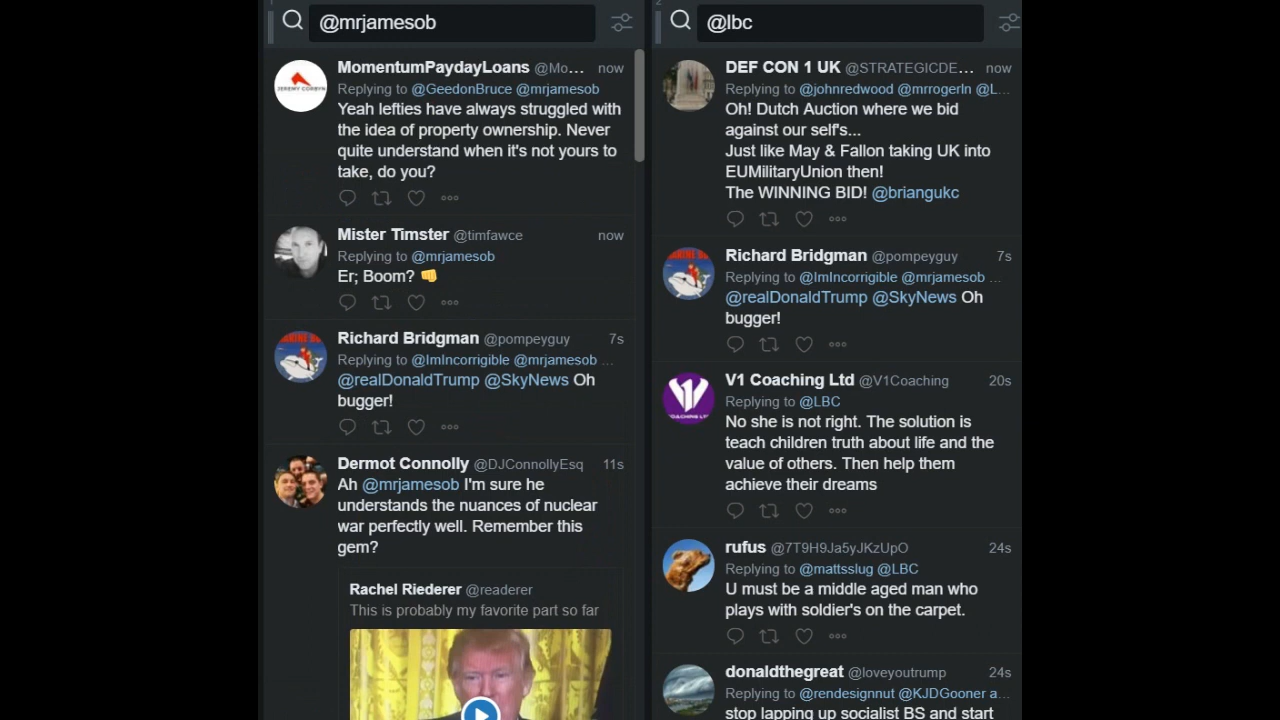 @mrjamesob
MomentumPaydayLoans @Mo... now
Replying to @GeedonBruce @mrjamesob
Yeah lefties have always struggled with
the idea of property ownership. Never
quite understand when it's not yours to
take, do you?
Mister Timster @timfawce now
Replying to @mrjamesob
Er; Boom? 👊
Richard Bridgman @pompeyguy 7s
Replying to @ImIncorrigible @mrjamesob ...
@realDonaldTrump @SkyNews Oh
bugger!
Dermot Connolly @DJConnollyEsq 11s
Ah @mrjamesob I'm sure he
understands the nuances of nuclear
war perfectly well. Remember this
gem?
Rachel Riederer @readerer
This is probably my favorite part so far
2
@lbc
DEF CON 1 UK @STRATEGICDE... now
Replying to @johnredwood @mrrogerln @L...
Oh! Dutch Auction where we bid
against our self's...
Just like May & Fallon taking UK into
EUMilitaryUnion then!
The WINNING BID! @briangukc
Richard Bridgman @pompeyguy 7s
Replying to @ImIncorrigible @mrjamesob ...
@realDonaldTrump @SkyNews Oh
bugger!
V1 Coaching Ltd @V1Coaching 20s
Replying to @LBC
No she is not right. The solution is
teach children truth about life and the
value of others. Then help them
achieve their dreams
rufus @7T9H9Ja5yJKzUpO 24s
Replying to @mattsslug @LBC
U must be a middle aged man who
plays with soldier's on the carpet.
donaldthegreat @loveyoutrump 24s
Replying to @rendesignnut @KJDGooner a...
stop lapping up socialist BS and start
JEREMY CORBYN
COACHING LTD